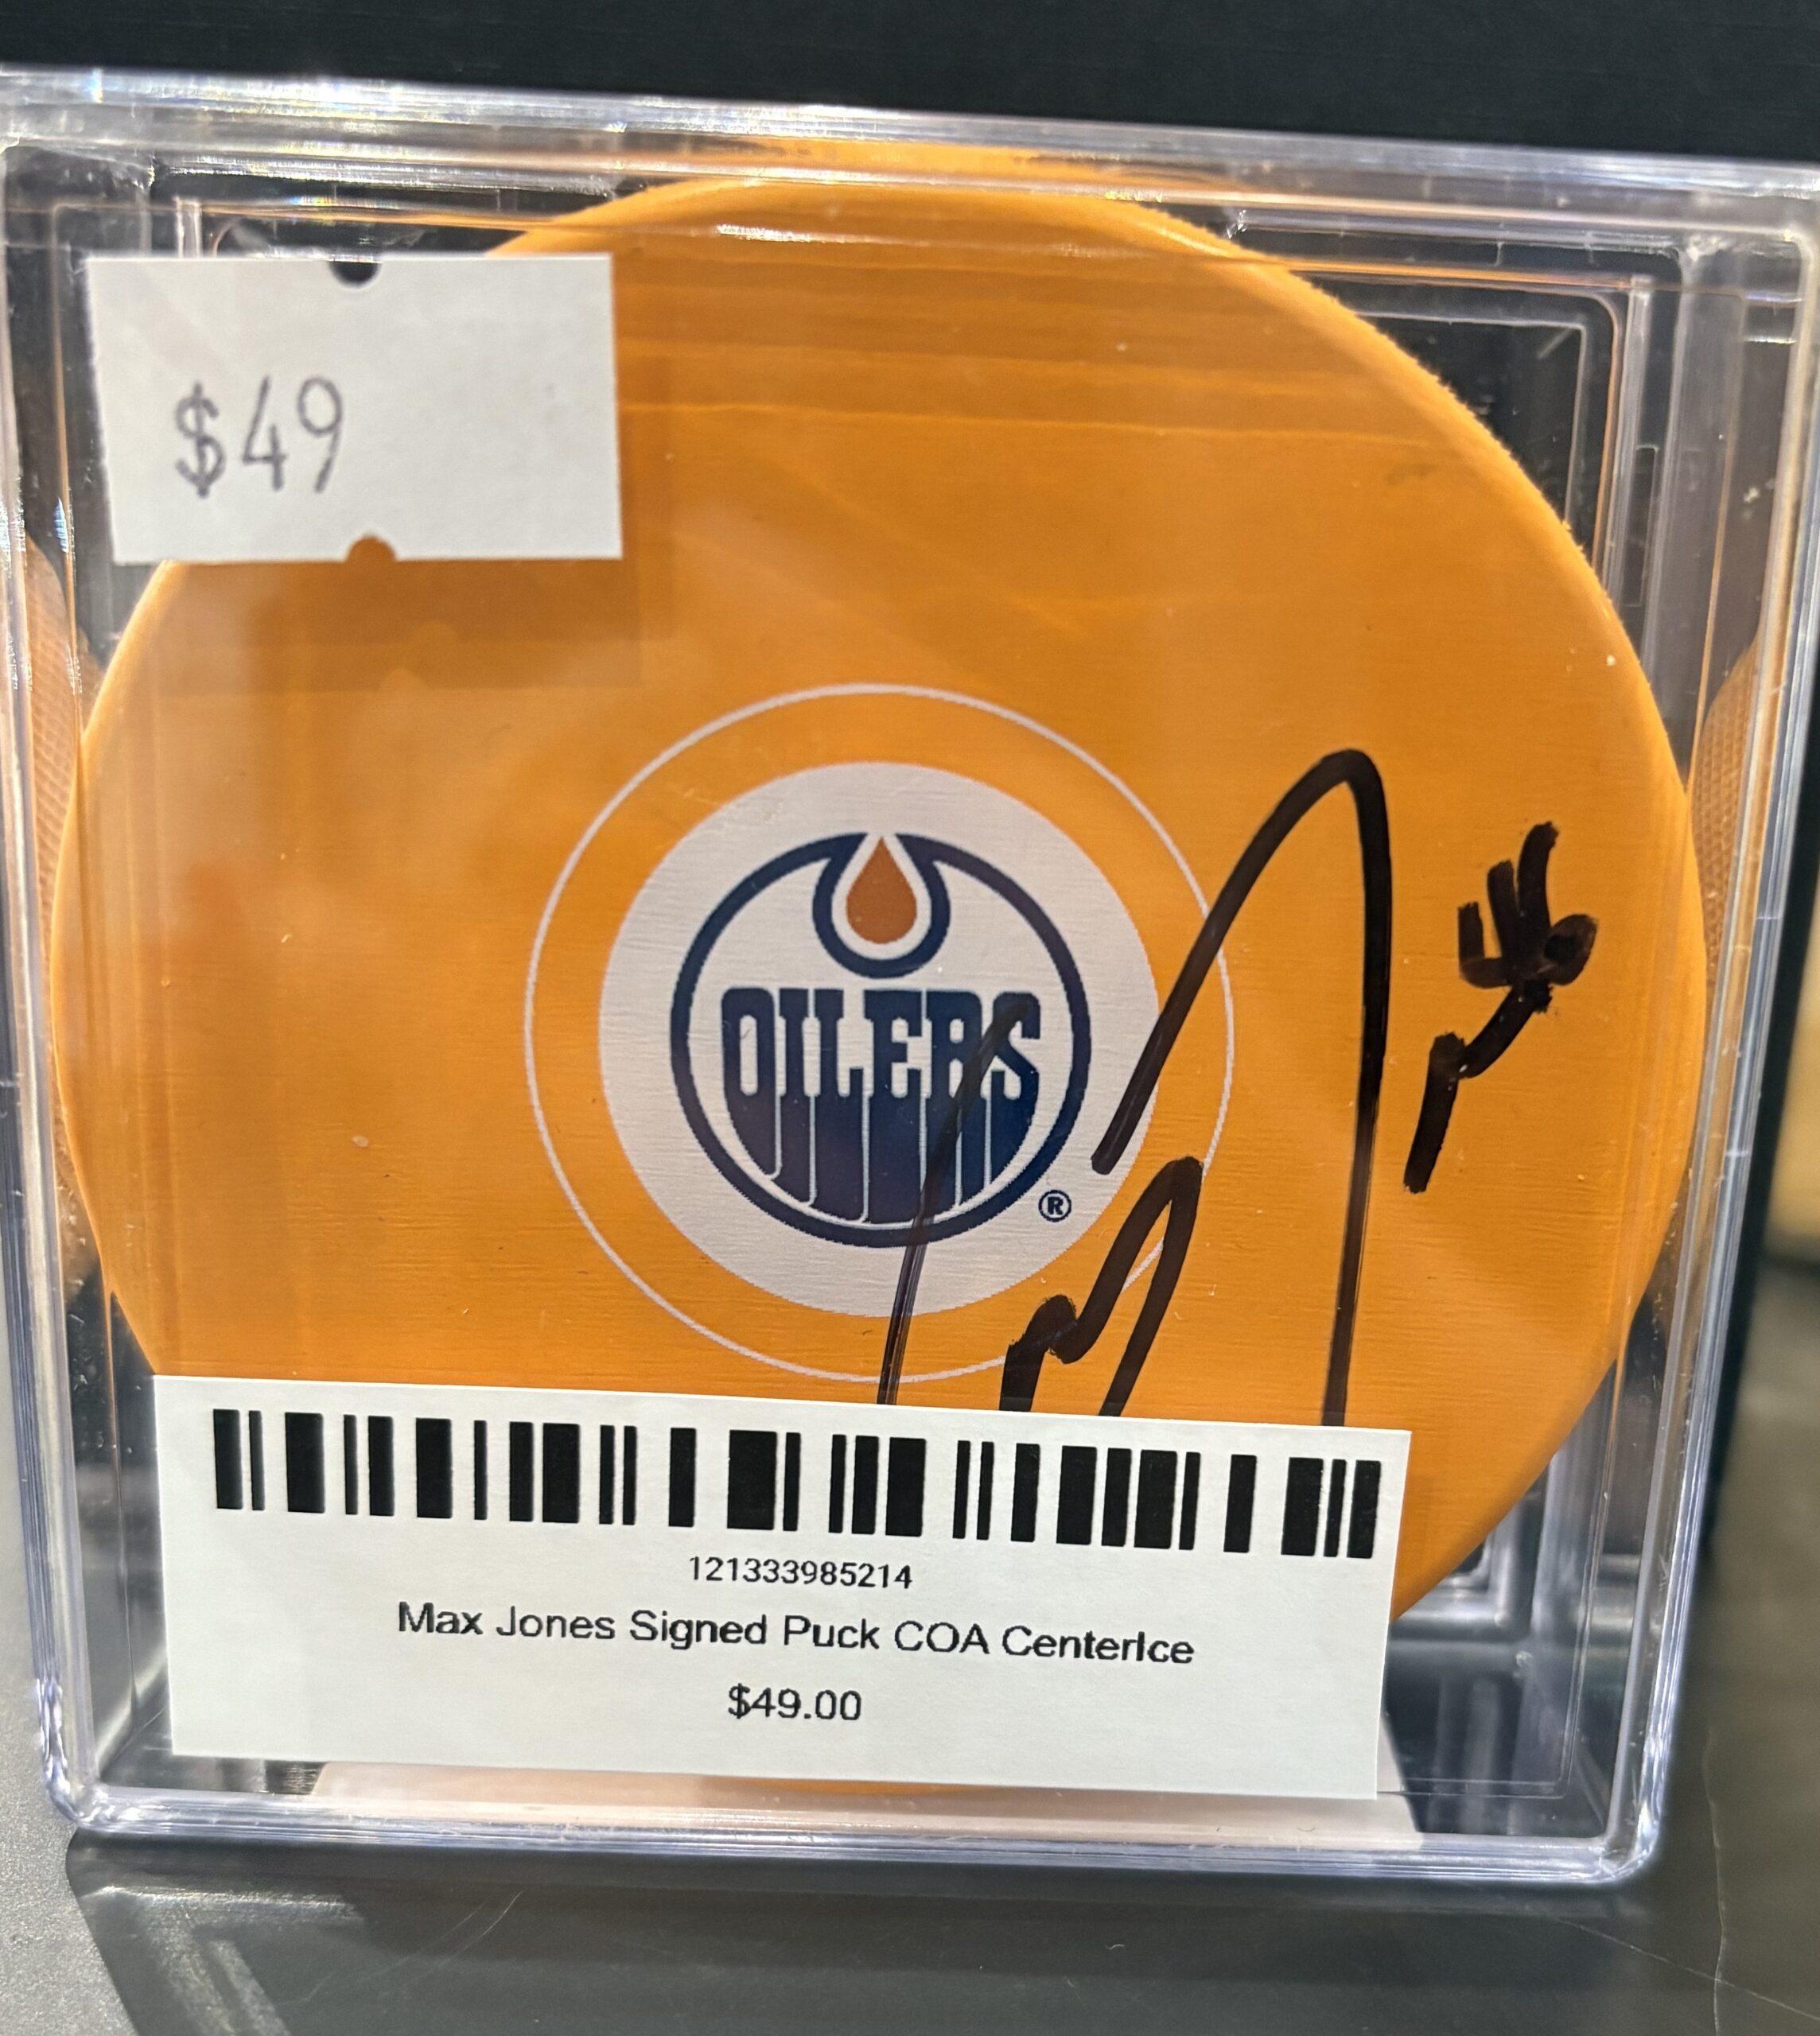 $49
OILERS
®
121333985214
Max Jones Signed Puck COA CenterIce
$49.00